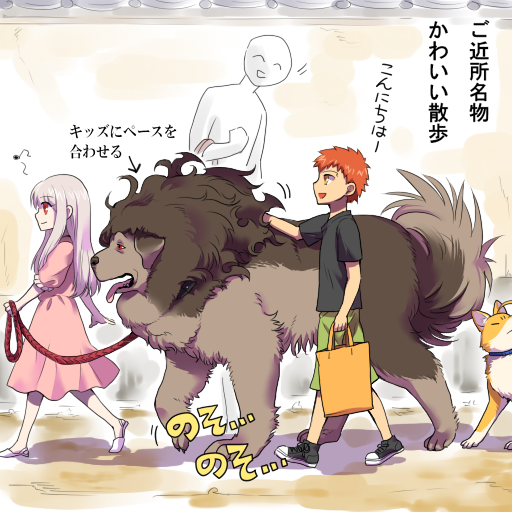 ご近所名物
かわいい散歩
こんにちはー
キッズにペースを
合わせる
のそ…
のそ…